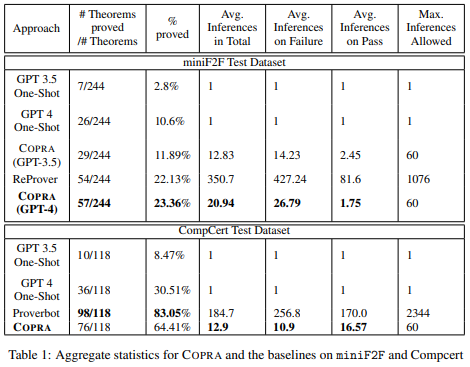 Approach # Theorems proved /# Theorems % proved Avg. Inferences in Total Avg. Inferences on Failure Avg. Inferences on Pass Max. Inferences Allowed
miniF2F Test Dataset
GPT 3.5 One-Shot 7/244 2.8% 1 1 1 1
GPT 4 One-Shot 26/244 10.6% 1 1 1 1
COPRA (GPT-3.5) 29/244 11.89% 12.83 14.23 2.45 60
ReProver 54/244 22.13% 350.7 427.24 81.6 1076
COPRA (GPT-4) 57/244 23.36% 20.94 26.79 1.75 60
CompCert Test Dataset
GPT 3.5 One-Shot 10/118 8.47% 1 1 1 1
GPT 4 One-Shot 36/118 30.51% 1 1 1 1
Proverbot 98/118 83.05% 184.7 256.8 170.0 2344
COPRA 76/118 64.41% 12.9 10.9 16.57 60
Table 1: Aggregate statistics for COPRA and the baselines on miniF2F and Compcert